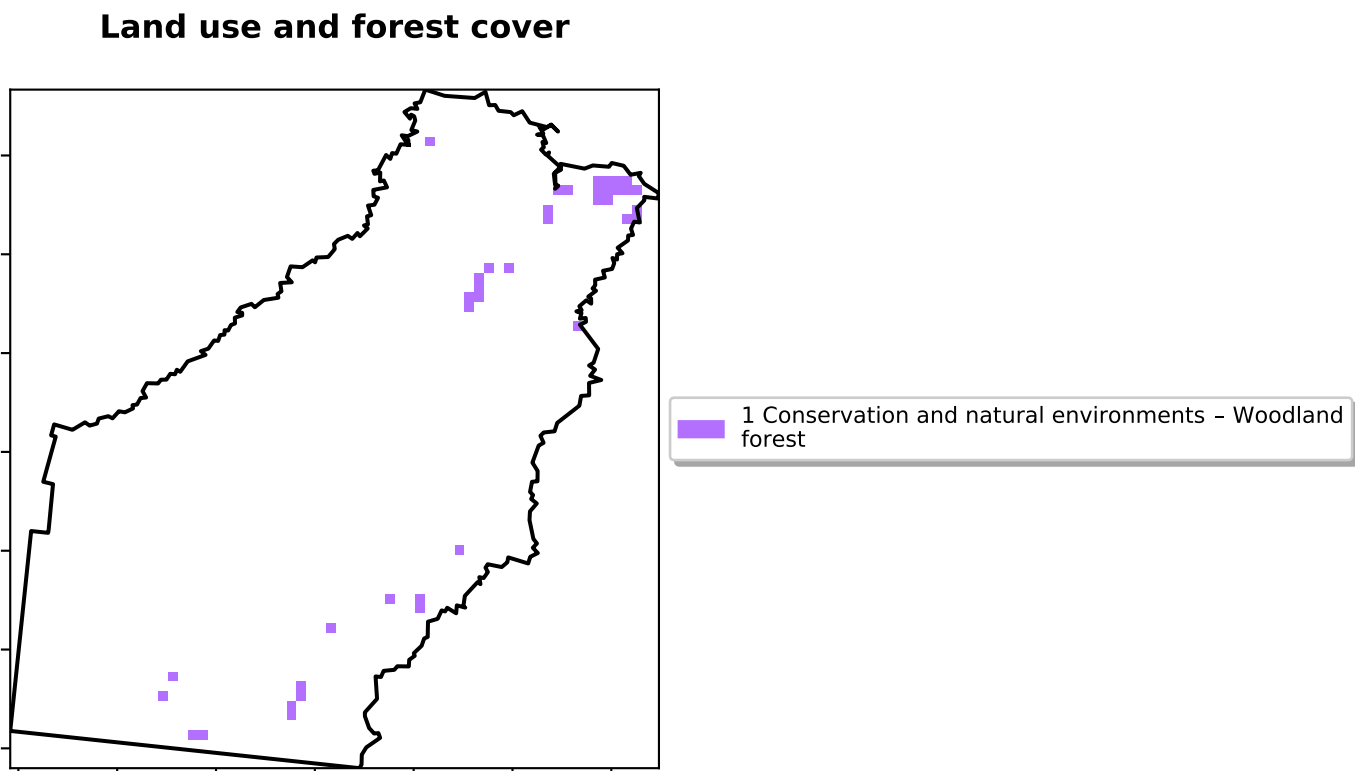 Land use and forest cover
1 Conservation and natural environments – Woodland
forest